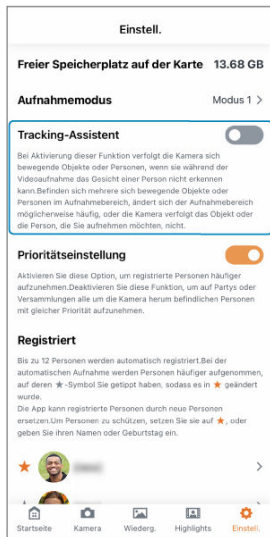 Einstell.
Freier Speicherplatz auf der Karte 13.68 GB
Aufnahmemodus Modus 1 >
Tracking-Assistent
Bei Aktivierung dieser Funktion verfolgt die Kamera sich
bewegende Objekte oder Personen, wenn sie während der
Videoaufnahme das Gesicht einer Person nicht erkennen
kann.Befinden sich mehrere sich bewegende Objekte oder
Personen im Aufnahmebereich, ändert sich der Aufnahmebereich
möglicherweise häufig, oder die Kamera verfolgt das Objekt oder
die Person, die Sie aufnehmen möchten, nicht.
Prioritätseinstellung
Aktivieren Sie diese Option, um registrierte Personen häufiger
aufzunehmen.Deaktivieren Sie diese Funktion, um auf Partys oder
Versammlungen alle um die Kamera herum befindlichen Personen
mit gleicher Priorität aufzunehmen.
Registriert
Bis zu 12 Personen werden automatisch registriert.Bei der
automatischen Aufnahme werden Personen häufiger aufgenommen,
auf deren ★-Symbol Sie getippt haben, sodass es in ★ geändert
wurde.
Die App kann registrierte Personen durch neue Personen
ersetzen.Um Personen zu schützen, setzen Sie sie auf ★, oder
geben Sie ihren Namen oder Geburtstag ein.
Startseite Kamera Wiederg. Highlights Einstell.